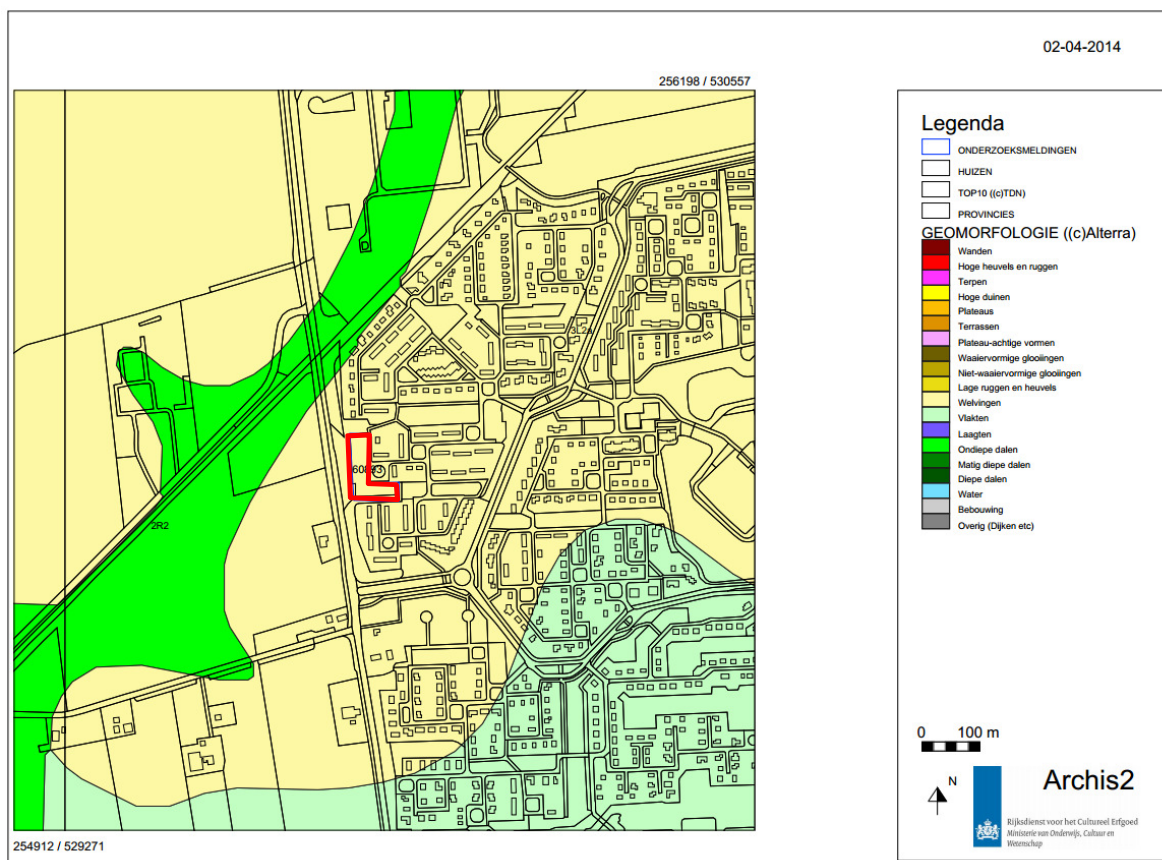 02-04-2014
256198 / 530557
3L2a
60893
2R2
254912 / 529271
Legenda
ONDERZOEKSMELDINGEN
HUIZEN
TOP10 ((c)TDN)
PROVINCIES
GEOMORFOLOGIE ((c)Alterra)
Wanden
Hoge heuvels en ruggen
Terpen
Hoge duinen
Plateaus
Terrassen
Plateau-achtige vormen
Waaiervormige glooiingen
Niet-waaiervormige glooiingen
Lage ruggen en heuvels
Welvingen
Vlakten
Laagten
Ondiepe dalen
Matig diepe dalen
Diepe dalen
Water
Bebouwing
Overig (Dijken etc)
0 100 m
N
Archis2
Rijksdienst voor het Cultureel Erfgoed
Ministerie van Onderwijs, Cultuur en
Wetenschap